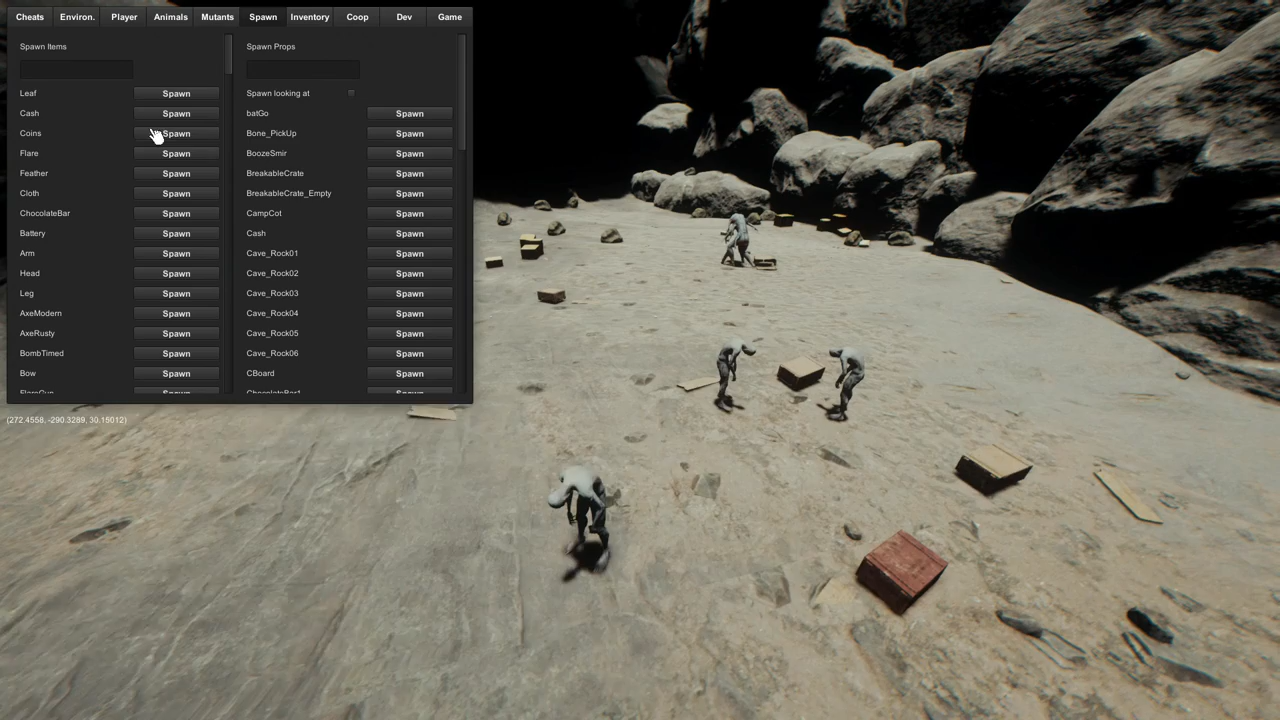 Cheats Environ. Player Animals Mutants Spawn Inventory Coop Dev Game
Spawn Items
Leaf Spawn
Cash Spawn
Coins Spawn
Flare Spawn
Feather Spawn
Cloth Spawn
ChocolateBar Spawn
Battery Spawn
Arm Spawn
Head Spawn
Leg Spawn
AxeModern Spawn
AxeRusty Spawn
BombTimed Spawn
Bow Spawn
FlareGun Spawn
Spawn Props
Spawn looking at
batGo Spawn
Bone_PickUp Spawn
BoozeSmir Spawn
BreakableCrate Spawn
BreakableCrate_Empty Spawn
CampCot Spawn
Cash Spawn
Cave_Rock01 Spawn
Cave_Rock02 Spawn
Cave_Rock03 Spawn
Cave_Rock04 Spawn
Cave_Rock05 Spawn
Cave_Rock06 Spawn
CBoard Spawn
ChocolateBar1 Spawn
(272.4558, -290.3289, 30.15012)